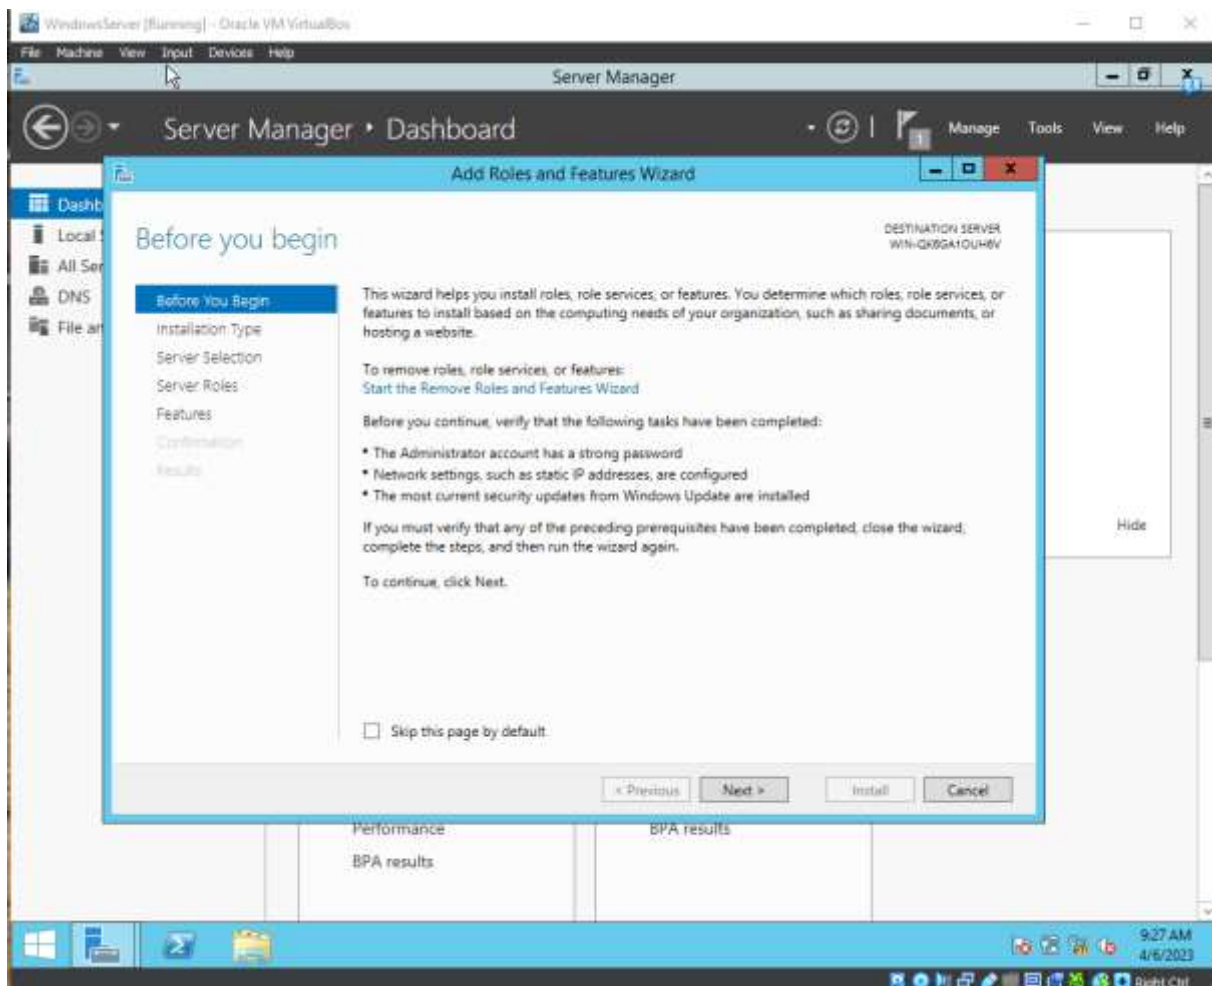 WindowsServer [Running] - Oracle VM VirtualBox
File Machine View Input Devices Help
Server Manager
Server Manager • Dashboard
1
Manage Tools View Help
Add Roles and Features Wizard
Dashb
Local S
All Ser
DNS
File an
Before you begin
DESTINATION SERVER
Before You Begin
Installation Type
Server Selection
Server Roles
Features
Confirmation
Results
This wizard helps you install roles, role services, or features. You determine which roles, role services, or
features to install based on the computing needs of your organization, such as sharing documents, or
hosting a website.
To remove roles, role services, or features:
Start the Remove Roles and Features Wizard
Before you continue, verify that the following tasks have been completed:
• The Administrator account has a strong password
• Network settings, such as static IP addresses, are configured
• The most current security updates from Windows Update are installed
If you must verify that any of the preceding prerequisites have been completed, close the wizard,
complete the steps, and then run the wizard again.
To continue, click Next.
Hide
Skip this page by default
< Previous Next > Install Cancel
Performance
BPA results
BPA results
9:27 AM
4/6/2023
Right Ctrl